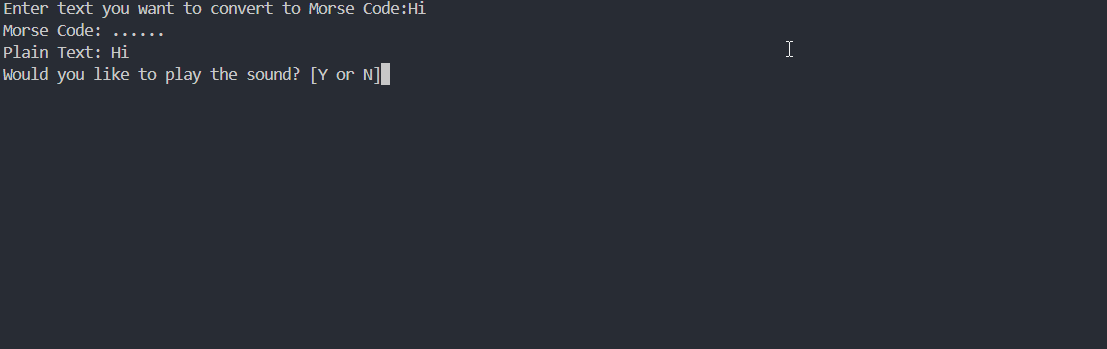 Enter text you want to convert to Morse Code:Hi
Morse Code: ......
Plain Text: Hi
Would you like to play the sound? [Y or N]